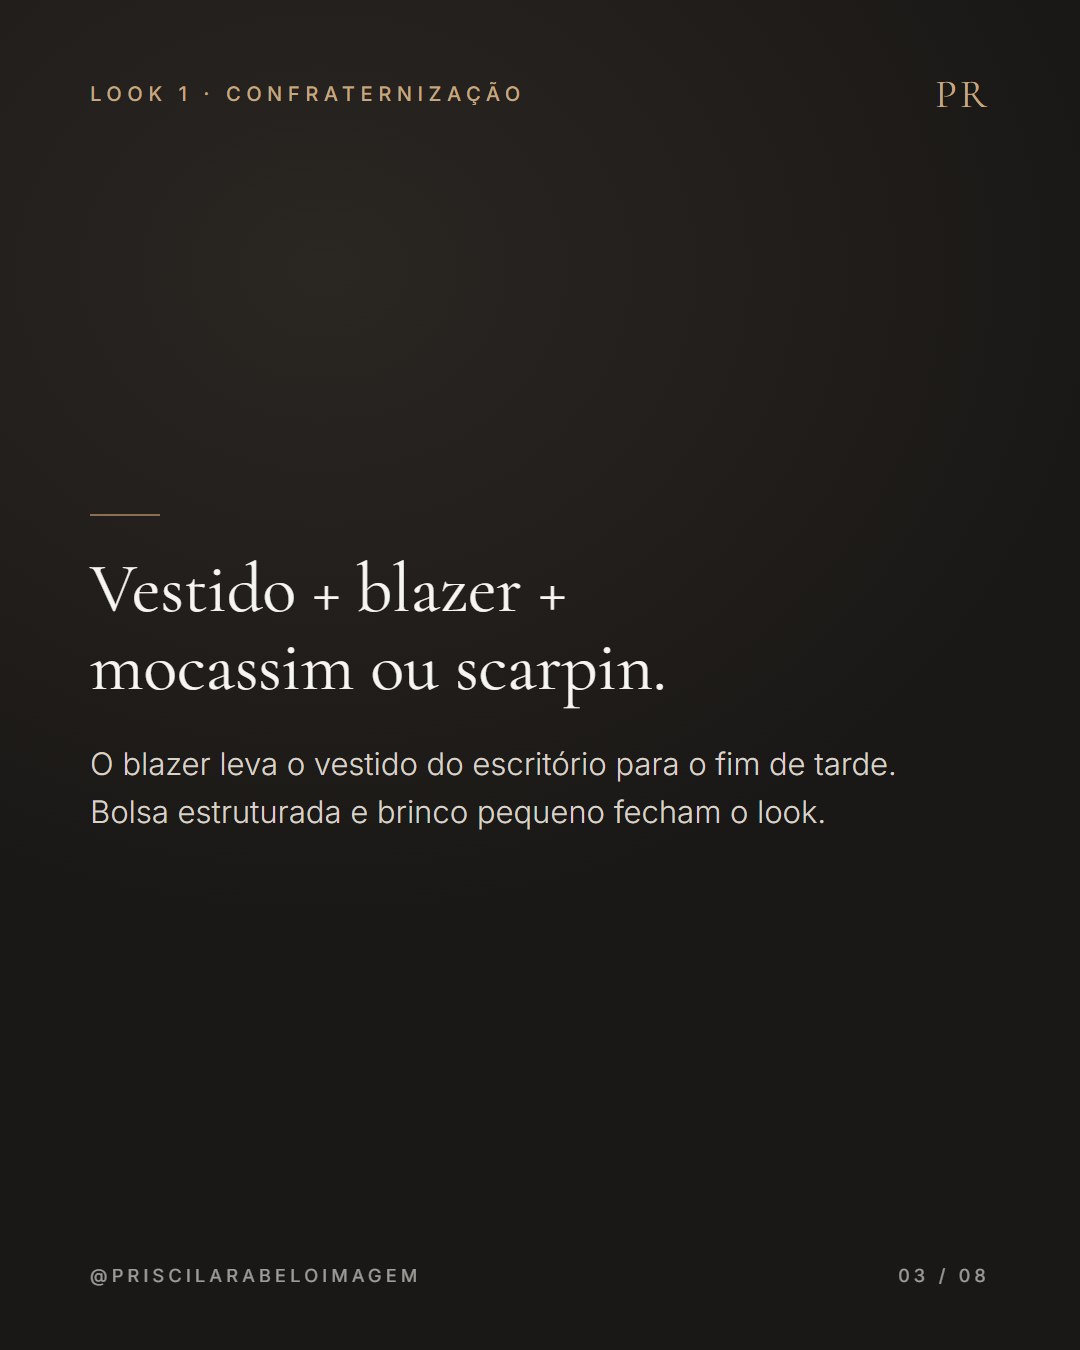 LOOK 1 · CONFRATERNIZAÇÃO
PR
Vestido + blazer +
mocassim ou scarpin.
O blazer leva o vestido do escritório para o fim de tarde.
Bolsa estruturada e brinco pequeno fecham o look.
@PRISCILARABELOIMAGEM
03 / 08